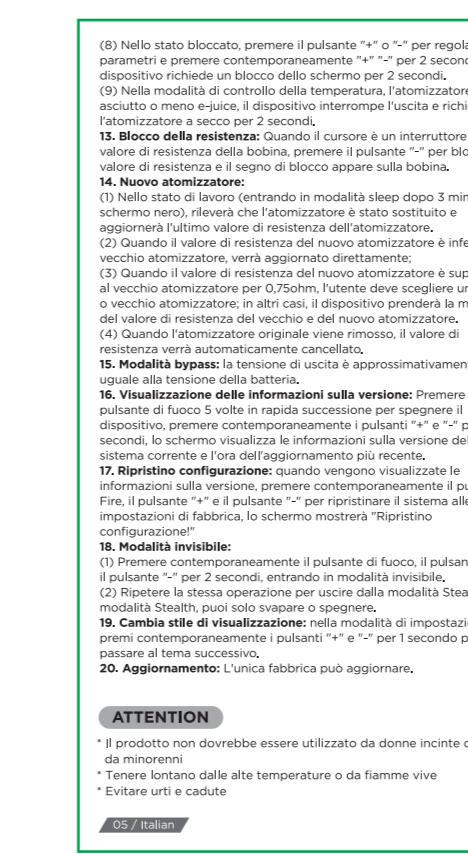 (8) Nello stato bloccato, premere il pulsante "+" o "-" per
parametri e premere contemporaneamente "+" "-" per 2
dispositivo richiede un blocco dello schermo per 2 secondi.
(9) Nella modalità di controllo della temperatura,
asciutto o meno e-juice, il dispositivo interrompe l'uscita e
l'atomizzatore a secco per 2 secondi.
13. Blocco della resistenza: Quando il cursore è un interruttore
valore di resistenza della bobina, premere il pulsante "-" per
valore di resistenza e il segno di blocco appare sulla bobina.
14. Nuovo atomizzatore:
(1) Nello stato di lavoro (entrando in modalità sleep dopo 3
schermo nero), rileverà che l'atomizzatore è stato sostituito e
aggiornerà l'ultimo valore di resistenza dell'atomizzatore.
(2) Quando il valore di resistenza del nuovo atomizzatore è
vecchio atomizzatore, verrà aggiornato direttamente;
(3) Quando il valore di resistenza del nuovo atomizzatore è
al vecchio atomizzatore per 0,75ohm, l'utente deve scegliere
o vecchio atomizzatore; in altri casi, il dispositivo prenderà la
del valore di resistenza del vecchio e del nuovo atomizzatore.
(4) Quando l'atomizzatore originale viene rimosso, il valore di
resistenza verrà automaticamente cancellato.
15. Modalità bypass: la tensione di uscita è
uguale alla tensione della batteria.
16. Visualizzazione delle informazioni sulla versione: Premere
pulsante di fuoco 5 volte in rapida successione per spegnere il
dispositivo, premere contemporaneamente i pulsanti "+" e "-"
secondi, lo schermo visualizza le informazioni sulla versione
sistema corrente e l'ora dell'aggiornamento più recente.
17. Ripristino configurazione: quando vengono visualizzate le
informazioni sulla versione, premere contemporaneamente il
Fire, il pulsante "+" e il pulsante "-" per ripristinare il sistema
impostazioni di fabbrica, lo schermo mostrerà "Ripristino
configurazione!"
18. Modalità invisibile:
(1) Premere contemporaneamente il pulsante di fuoco, il
il pulsante "-" per 2 secondi, entrando in modalità invisibile.
(2) Ripetere la stessa operazione per uscire dalla modalità
modalità Stealth, puoi solo svapare o spegnere.
19. Cambia stile di visualizzazione: nella modalità di
premi contemporaneamente i pulsanti "+" e "-" per 1 secondo
passare al tema successivo.
20. Aggiornamento: L'unica fabbrica può aggiornare.
ATTENTION
* Il prodotto non dovrebbe essere utilizzato da donne incinte
da minorenni
* Tenere lontano dalle alte temperature o da fiamme vive
* Evitare urti e cadute
05 / Italian